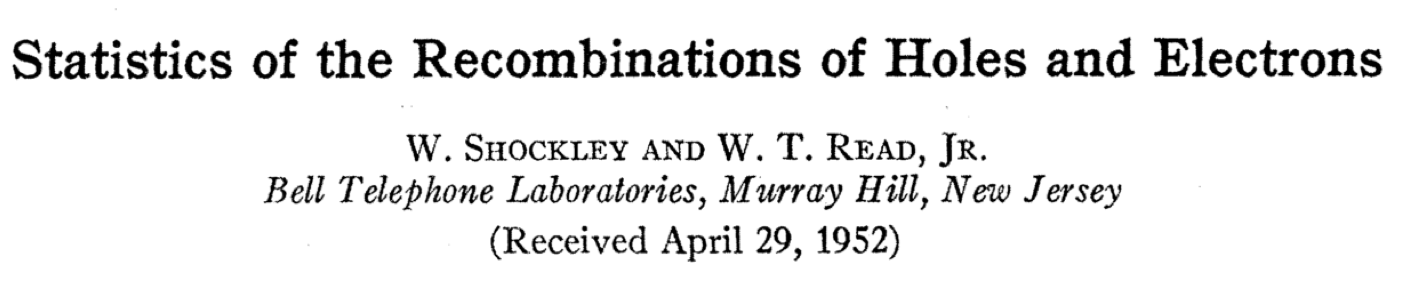 Statistics of the Recombinations of Holes and Electrons
W. SHOCKLEY AND W. T. READ, JR.
Bell Telephone Laboratories, Murray Hill, New Jersey
(Received April 29, 1952)